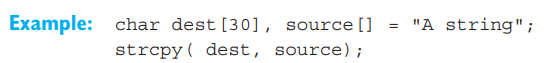 Example: char dest[30], source[] = "A string";
strcpy( dest, source);